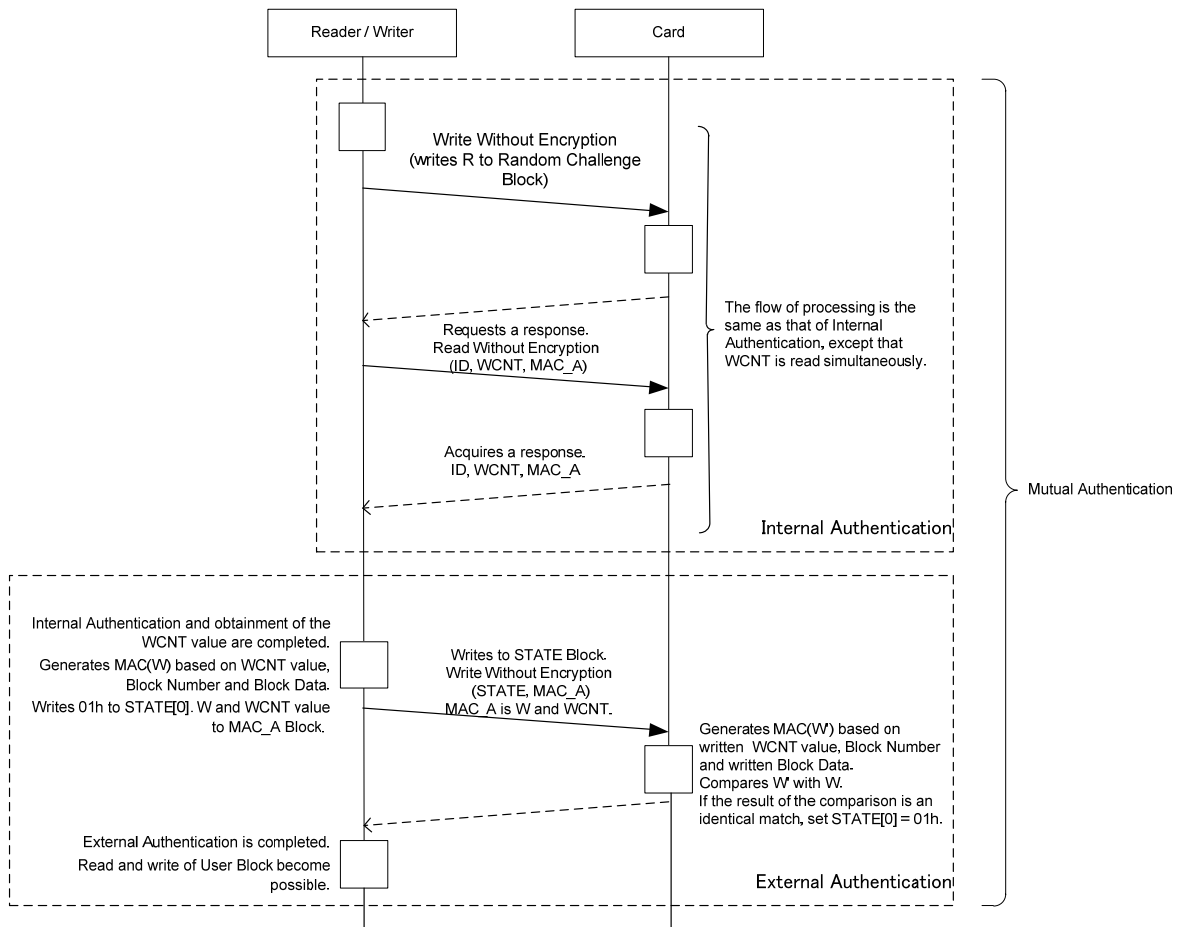 Reader / Writer
Card
Write Without Encryption
(writes R to Random Challenge
Block)
The flow of processing is the
same as that of Internal
Authentication, except that
WCNT is read simultaneously.
Requests a response.
Read Without Encryption
(ID, WCNT, MAC_A)
Acquires a response.
ID, WCNT, MAC_A
Mutual Authentication
Internal Authentication
Internal Authentication and obtainment of the
WCNT value are completed.
Generates MAC(W) based on WCNT value,
Block Number and Block Data.
Writes 01h to STATE[0]. W and WCNT value
to MAC_A Block.
Writes to STATE Block.
Write Without Encryption
(STATE, MAC_A)
MAC_A is W and WCNT.
Generates MAC(W') based on
written WCNT value, Block Number
and written Block Data.
Compares W' with W.
If the result of the comparison is an
identical match, set STATE[0] = 01h.
External Authentication is completed.
Read and write of User Block become
possible.
External Authentication